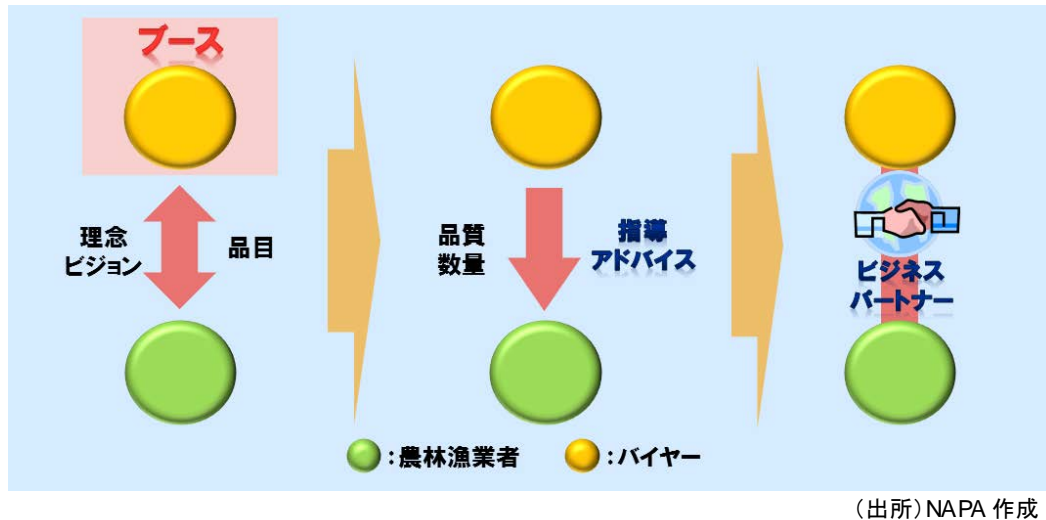 ブース
理念
ビジョン
品目
品質
数量
指導
アドバイス
ビジネス
パートナー
：農林漁業者
：バイヤー
（出所）NAPA 作成